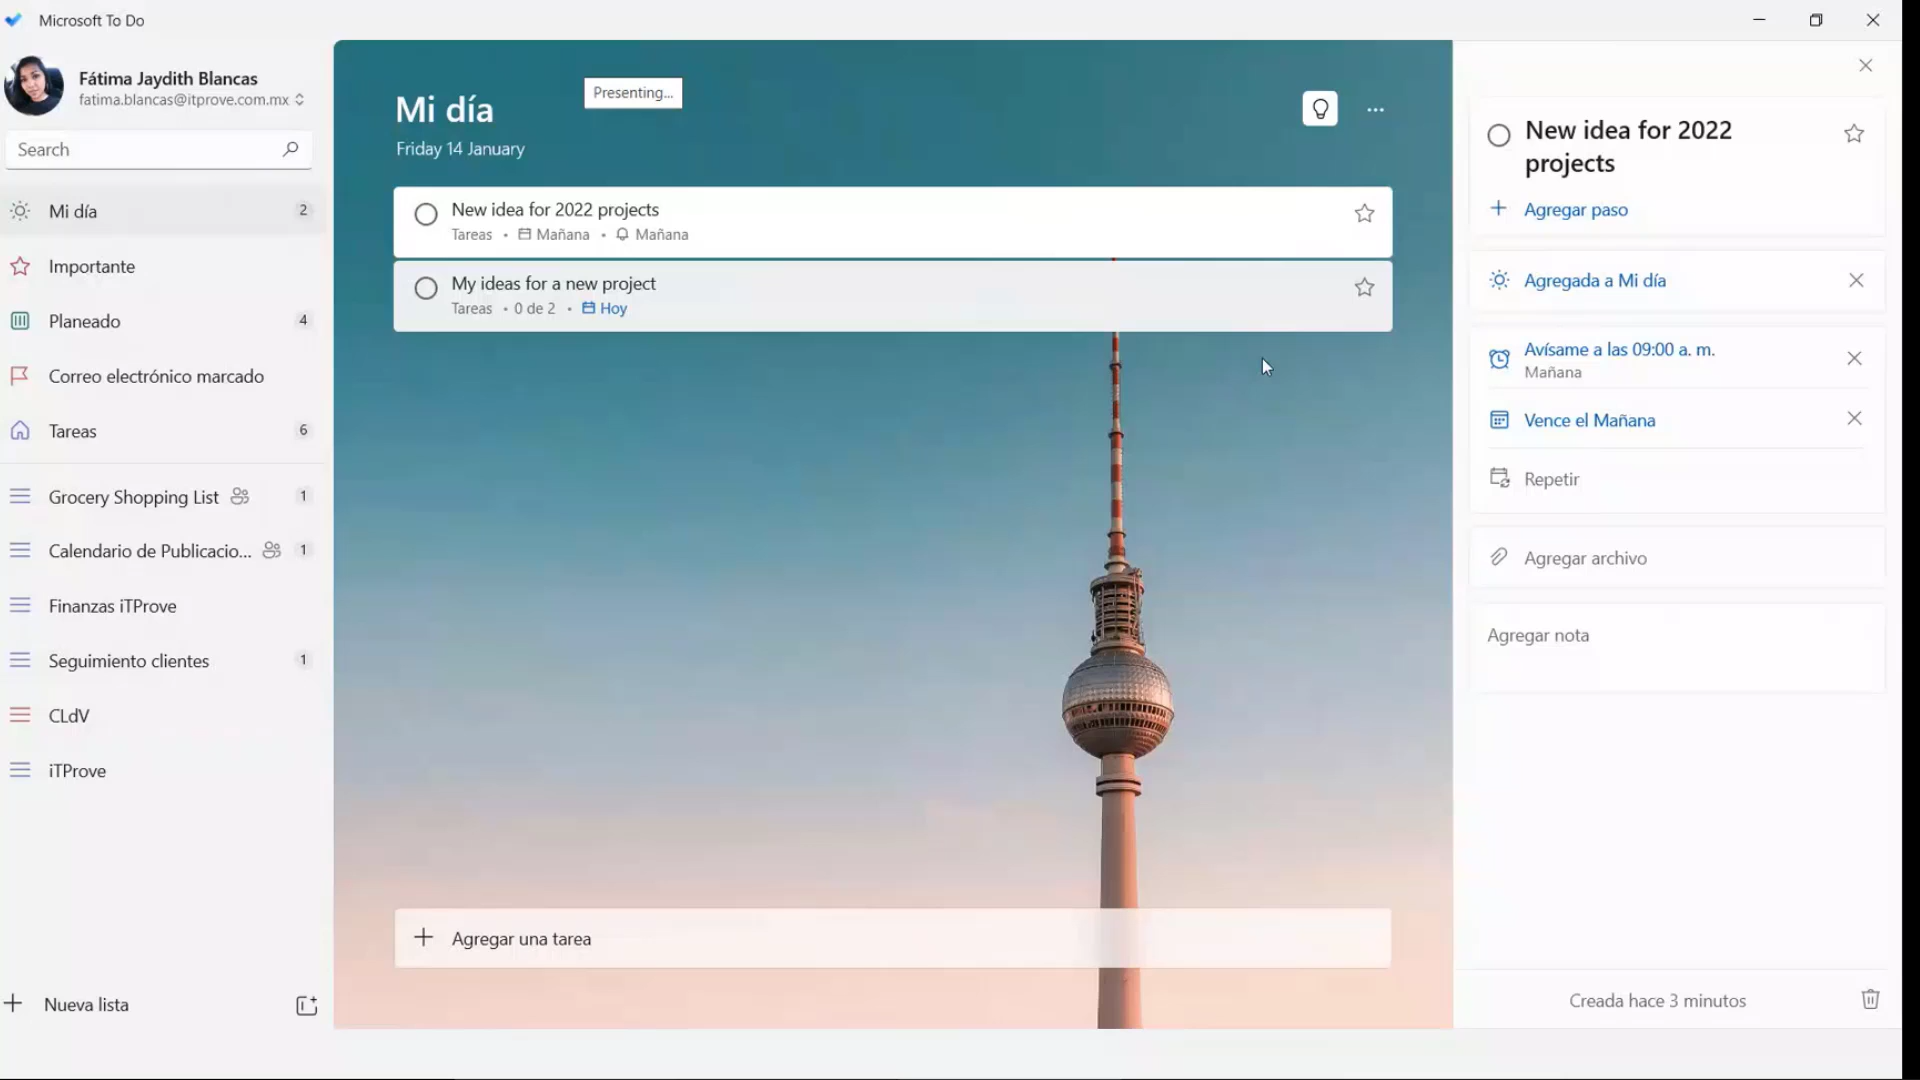 Microsoft To Do
Fátima Jaydith Blancas
fatima.blancas@itprove.com.mx
Search
Mi día 2
Importante
Planeado 4
Correo electrónico marcado
Tareas 6
Grocery Shopping List 1
Calendario de Publicacio... 1
Finanzas iTProve
Seguimiento clientes 1
CLdV
iTProve
Nueva lista
Mi día
Presenting...
Friday 14 January
New idea for 2022 projects
Tareas • Mañana • Mañana
My ideas for a new project
Tareas • 0 de 2 • Hoy
Agregar una tarea
New idea for 2022
projects
Agregar paso
Agregada a Mi día
Avísame a las 09:00 a. m.
Mañana
Vence el Mañana
Repetir
Agregar archivo
Agregar nota
Creada hace 3 minutos